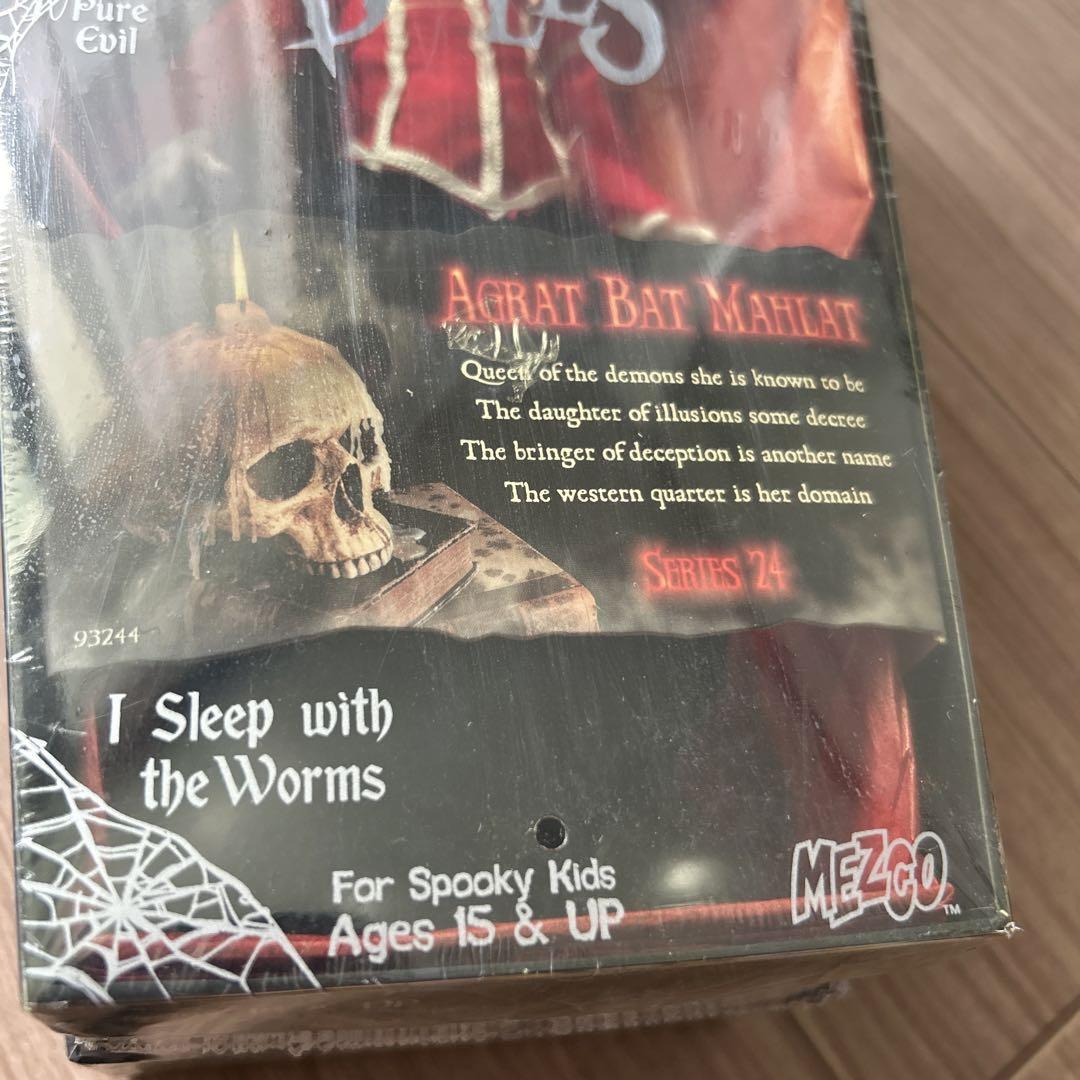 Pure
Evil
Agrat Bat Mahlat
Queen of the demons she is known to be
The daughter of illusions some decree
The bringer of deception is another name
The western quarter is her domain
Series 24
93244
I Sleep with
the Worms
For Spooky Kids
Ages 15 & UP
MEZCO™